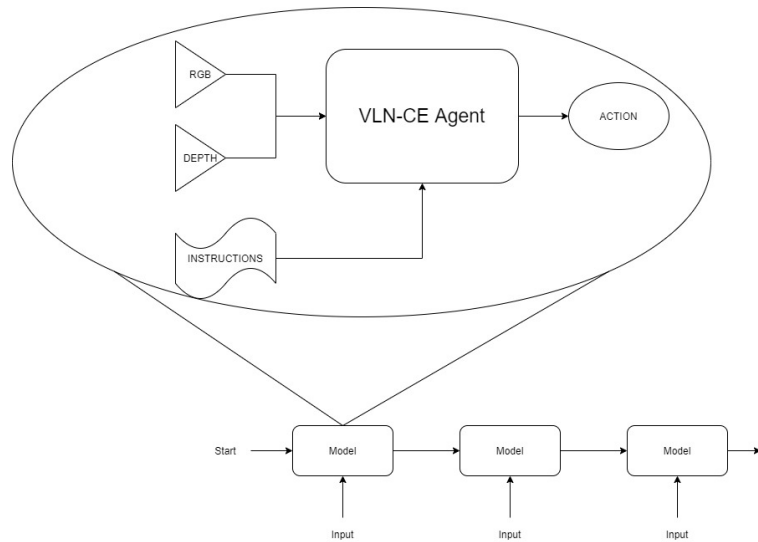 RGB
VLN-CE Agent
ACTION
DEPTH
INSTRUCTIONS
Start
Model
Model
Model
Input
Input
Input